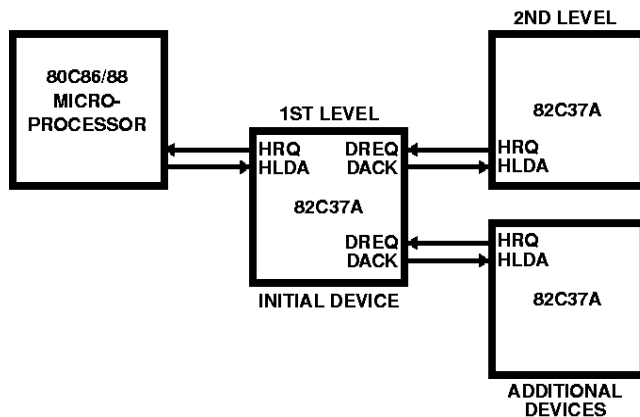 80C86/88
MICRO-
PROCESSOR
1ST LEVEL
HRQ
HLDA
DREQ
DACK
82C37A
DREQ
DACK
INITIAL DEVICE
2ND LEVEL
82C37A
HRQ
HLDA
HRQ
HLDA
82C37A
ADDITIONAL
DEVICES